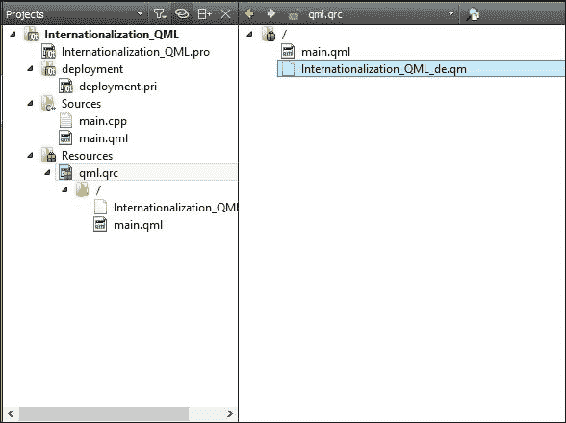 Projects
Internationalization_QML
Internationalization_QML.pro
deployment
deployment.pri
Sources
main.cpp
main.qml
Resources
qml.qrc
/
Internationalization_QML
main.qml
qml.qrc
/
main.qml
Internationalization_QML_de.qm